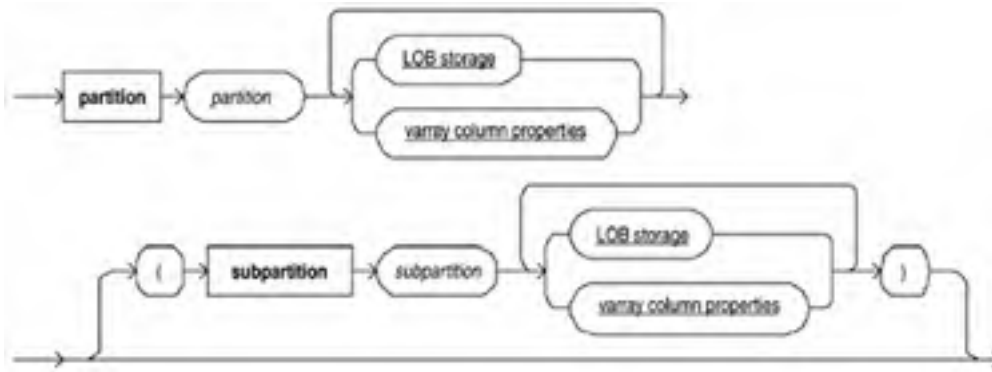 LOB storage
partition partition
varray column properties
LOB storage
( subpartition subpartition )
varray column properties